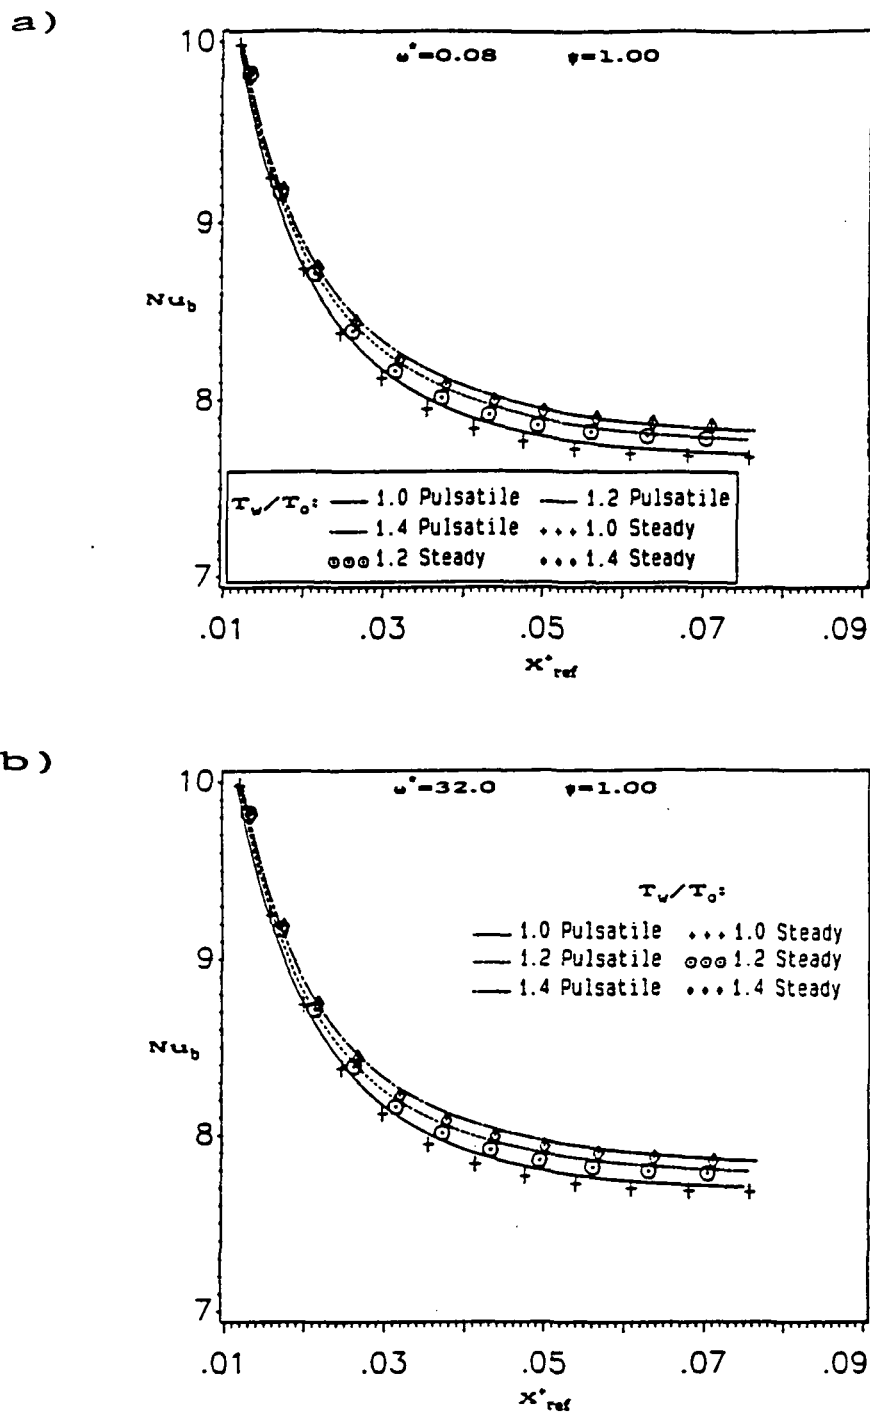 a)
10
ω*=0.08 ψ=1.00
9
Nu_b
8
T_w/T_o: 1.0 Pulsatile 1.2 Pulsatile
1.4 Pulsatile +++ 1.0 Steady
⊙⊙⊙ 1.2 Steady 1.4 Steady
7
.01 .03 .05 .07 .09
x*_ref
b)
10
ω*=32.0 ψ=1.00
T_w/T_o:
1.0 Pulsatile +++ 1.0 Steady
1.2 Pulsatile ⊙⊙⊙ 1.2 Steady
1.4 Pulsatile 1.4 Steady
9
Nu_b
8
7
.01 .03 .05 .07 .09
x*_ref